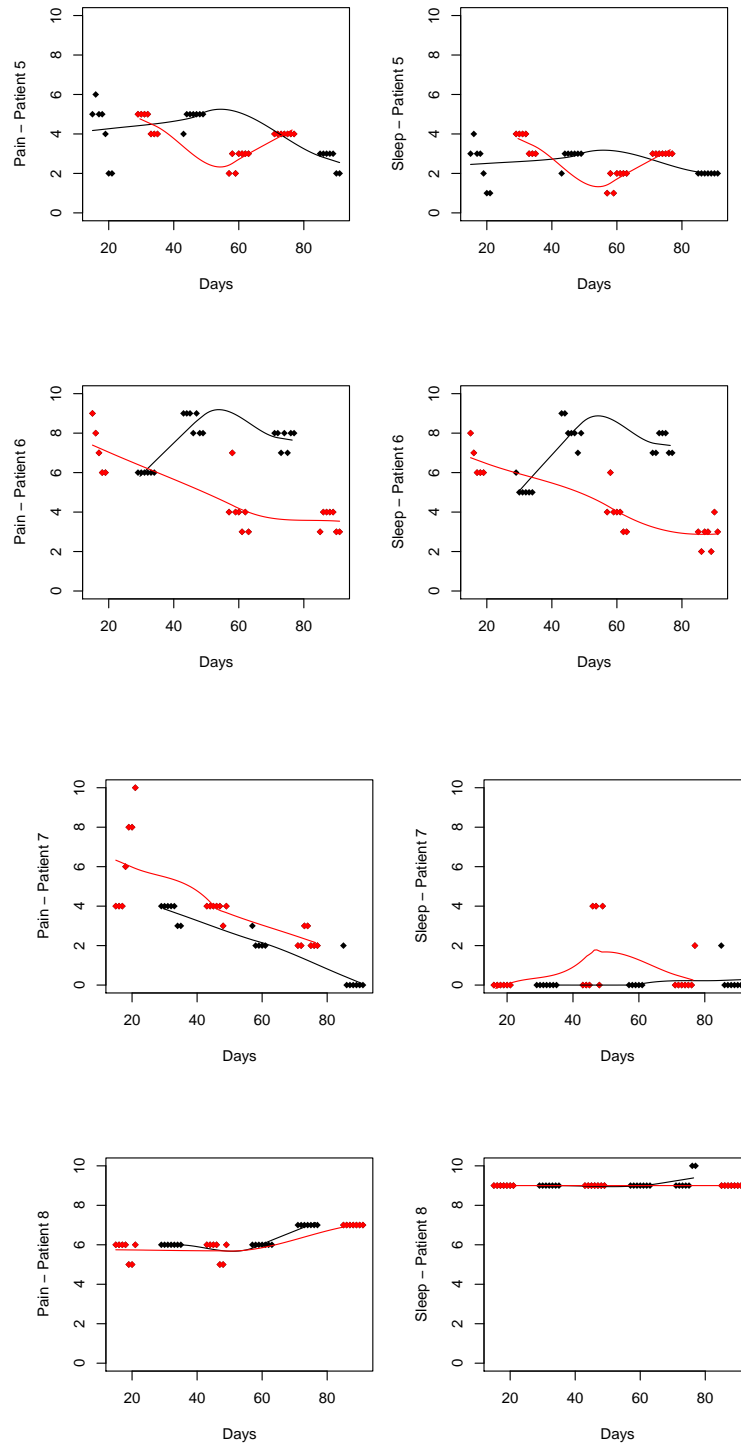 Pain – Patient 5
0 2 4 6 8 10
20 40 60 80
Days
Sleep – Patient 5
0 2 4 6 8 10
20 40 60 80
Days
Pain – Patient 6
0 2 4 6 8 10
20 40 60 80
Days
Sleep – Patient 6
0 2 4 6 8 10
20 40 60 80
Days
Pain – Patient 7
0 2 4 6 8 10
20 40 60 80
Days
Sleep – Patient 7
0 2 4 6 8 10
20 40 60 80
Days
Pain – Patient 8
0 2 4 6 8 10
20 40 60 80
Days
Sleep – Patient 8
0 2 4 6 8 10
20 40 60 80
Days